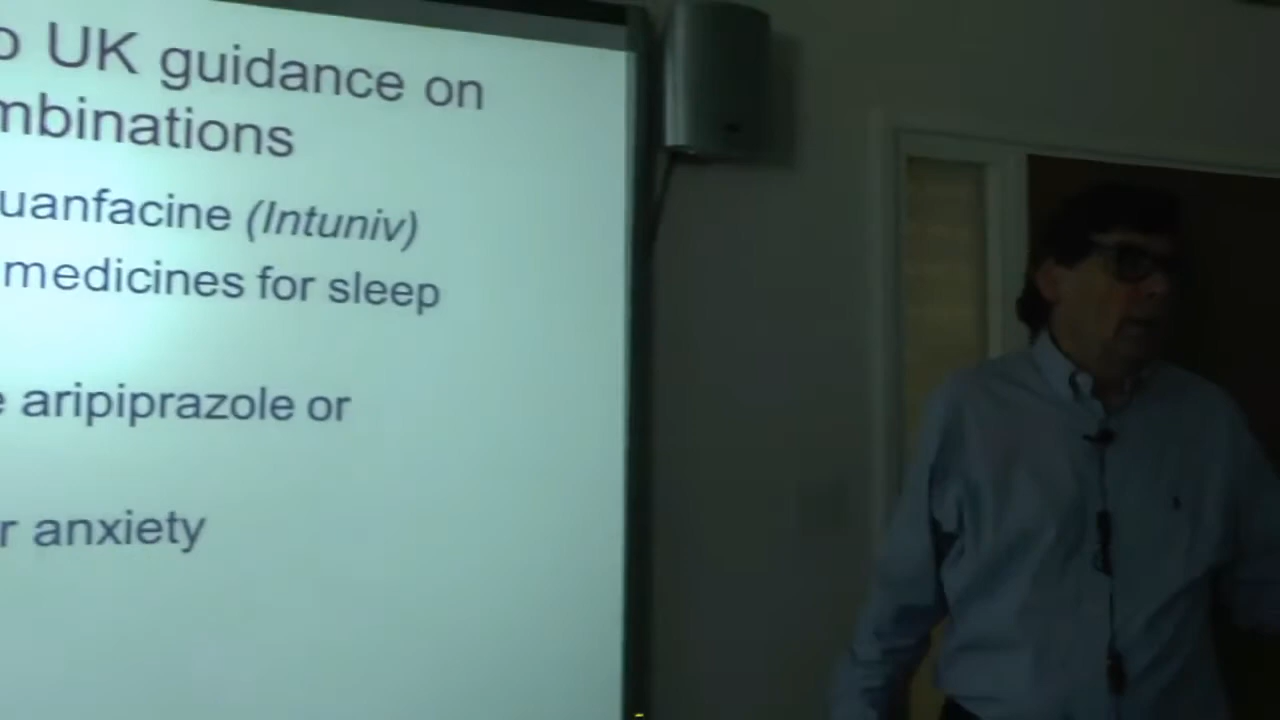 UK guidance on
mbinations
uanfacine (Intuniv)
medicines for sleep
aripiprazole or
r anxiety